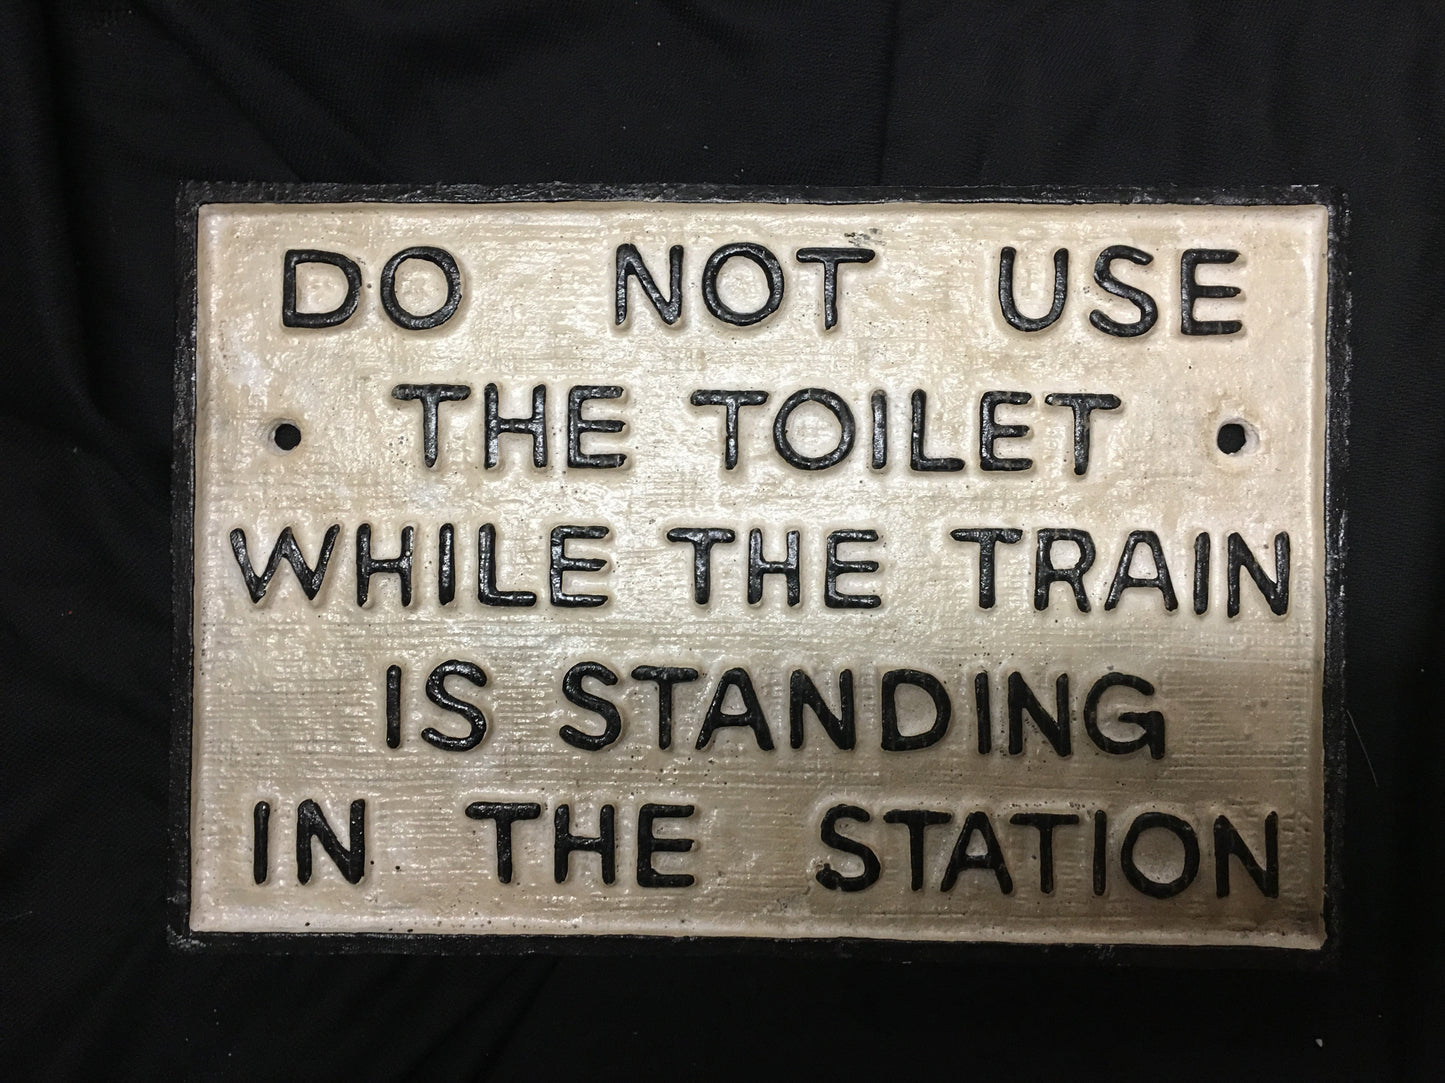 DO NOT USE
THE TOILET
WHILE THE TRAIN
IS STANDING
IN THE STATION